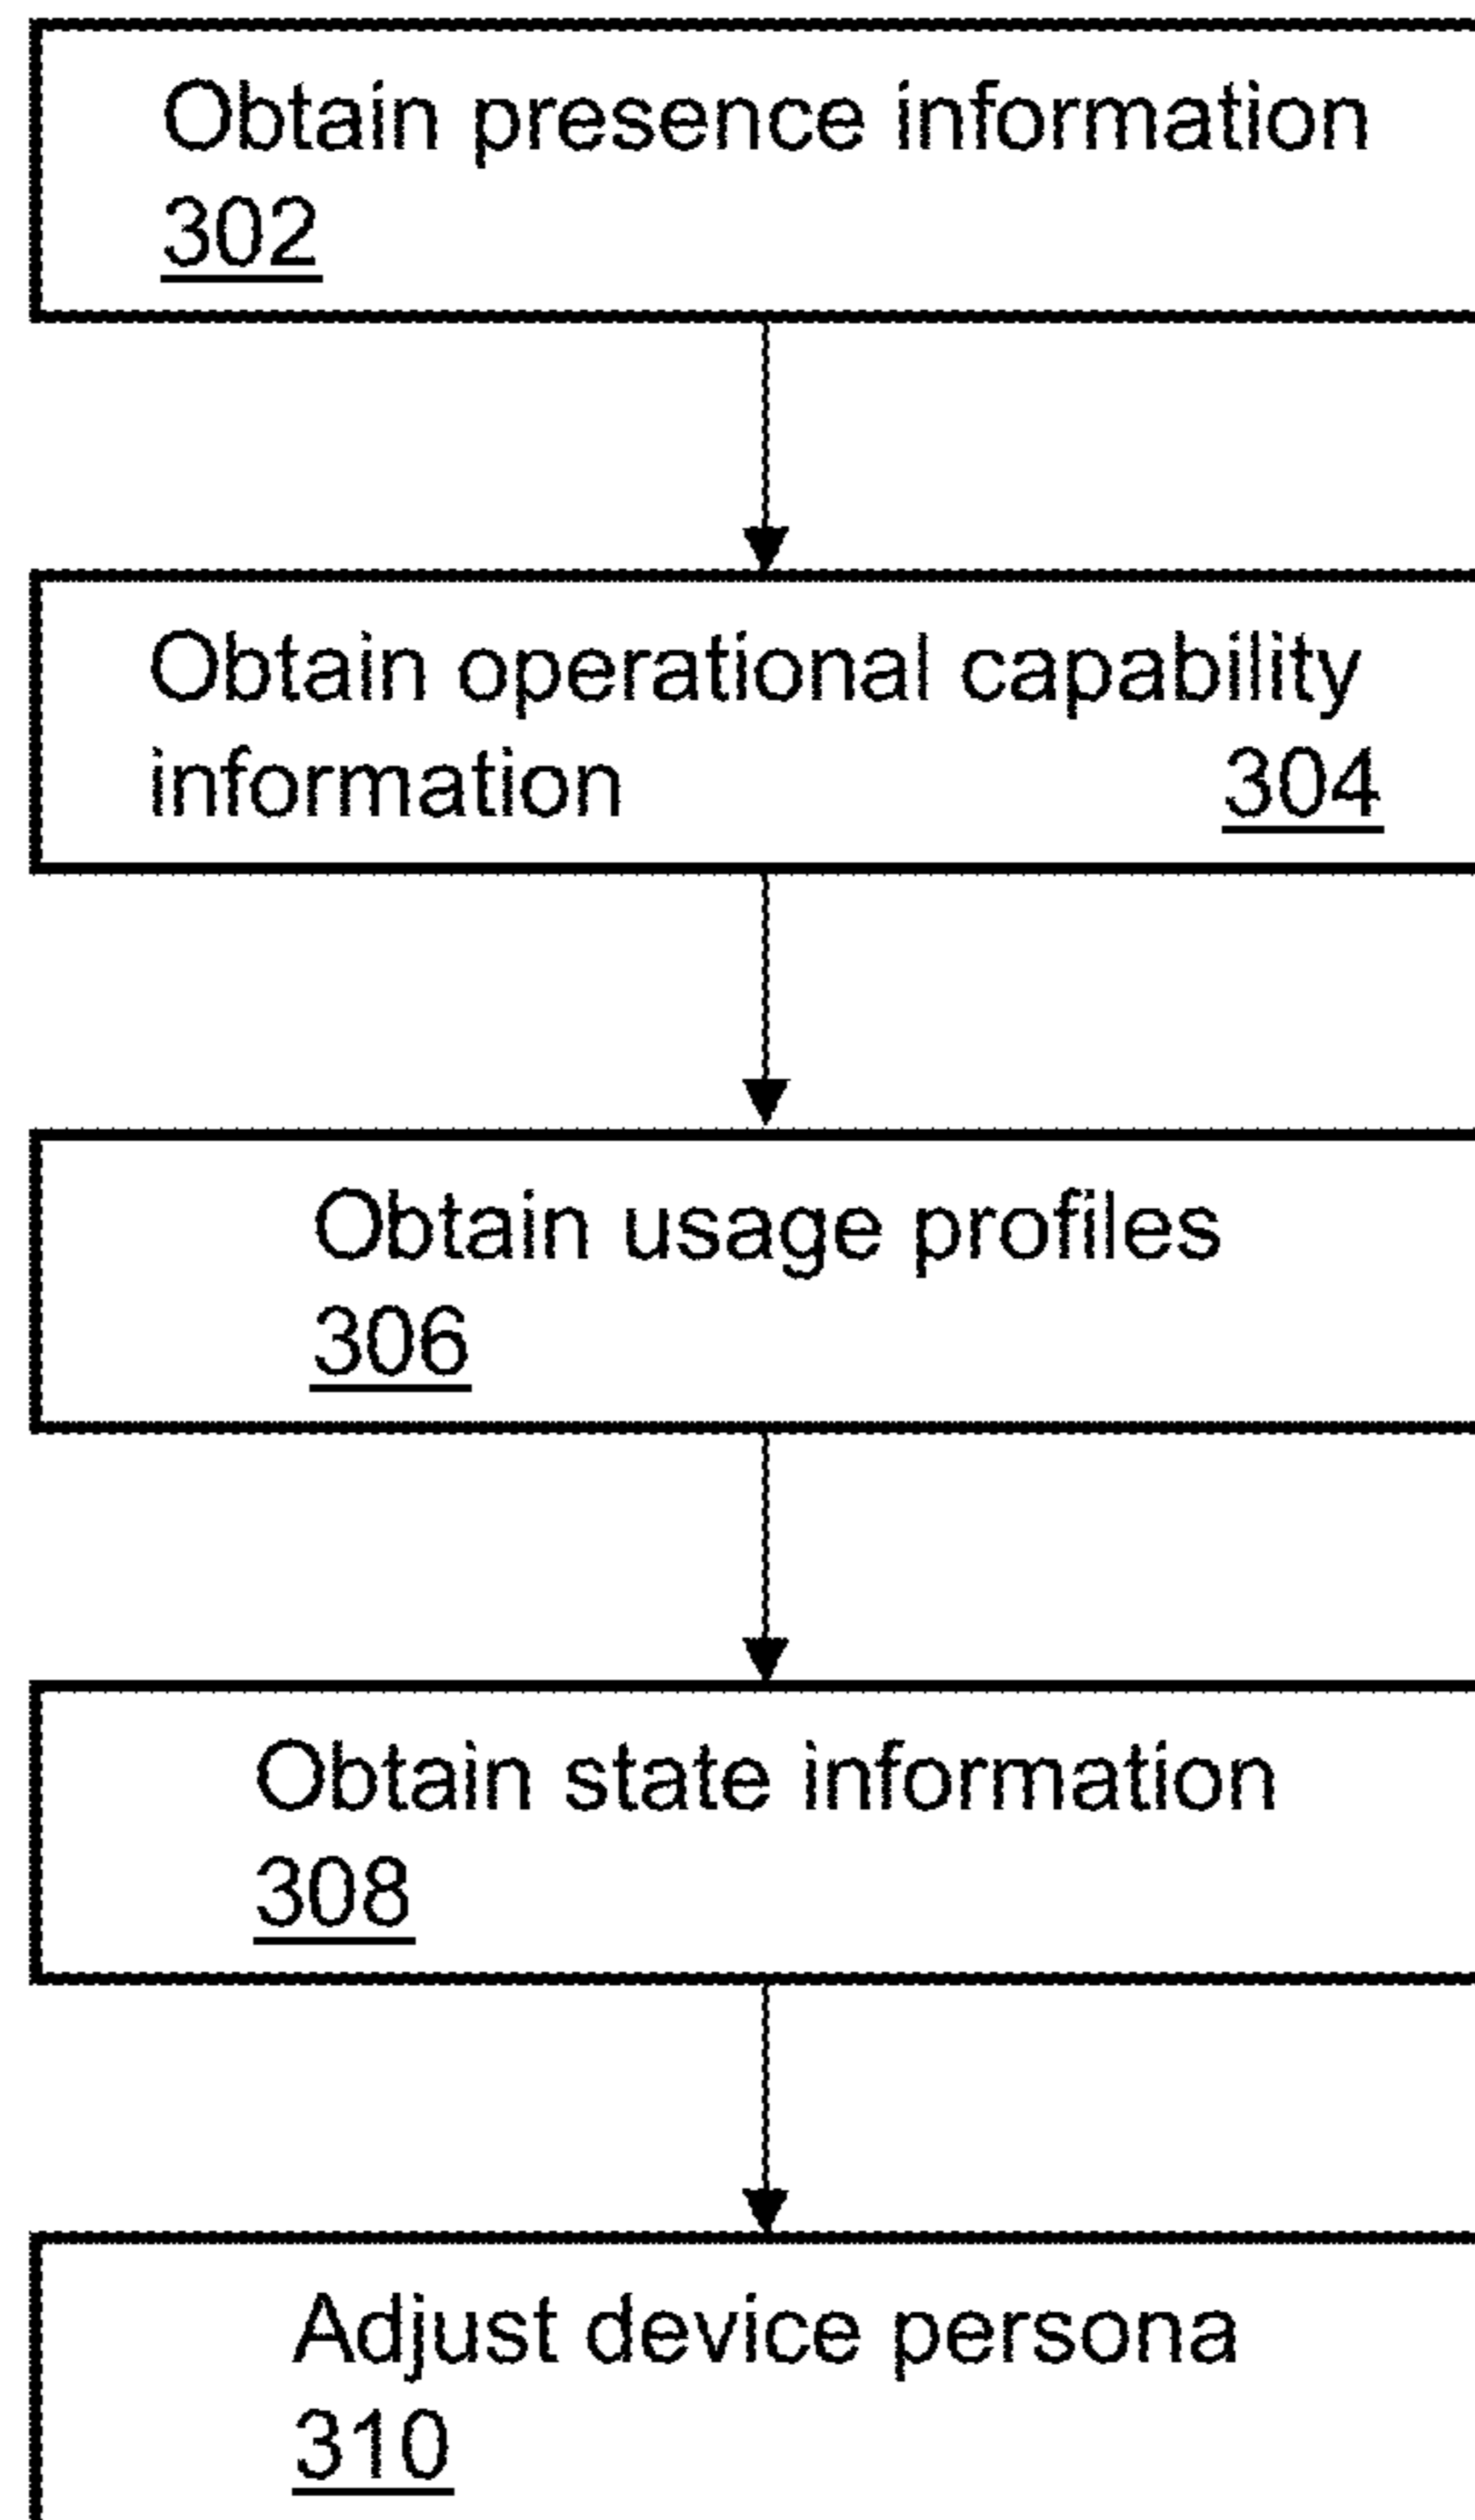 Obtain presence information
302
Obtain operational capability
information 304
Obtain usage profiles
306
Obtain state information
308
Adjust device persona
310